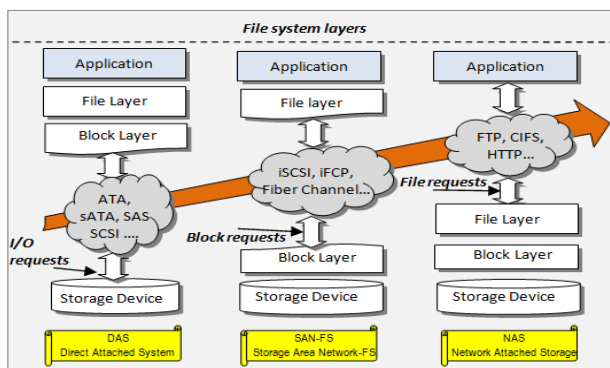 File system layers
Application
File Layer
Block Layer
ATA,
sATA, SAS
SCSI ....
I/O
requests
Storage Device
DAS
Direct Attached System
Application
File layer
iSCSI, iFCP,
Fiber Channel...
Block requests
Block Layer
Storage Device
SAN-FS
Storage Area Network-FS
Application
FTP, CIFS,
HTTP...
File requests
File Layer
Block Layer
Storage Device
NAS
Network Attached Storage